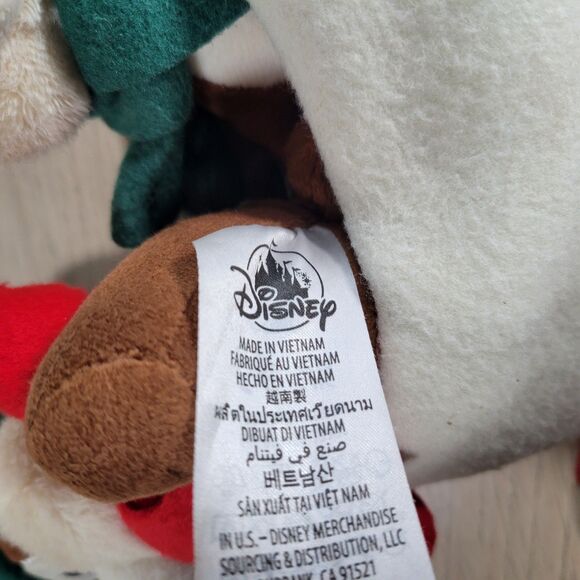 Disney
MADE IN VIETNAM
FABRIQUÉ AU VIETNAM
HECHO EN VIETNAM
越南製
ผลิตในประเทศเวียดนาม
DIBUAT DI VIETNAM
صنع في فيتنام
베트남산
SẢN XUẤT TẠI VIỆT NAM
IN U.S. – DISNEY MERCHANDISE
SOURCING & DISTRIBUTION, LLC
BURBANK, CA 91521